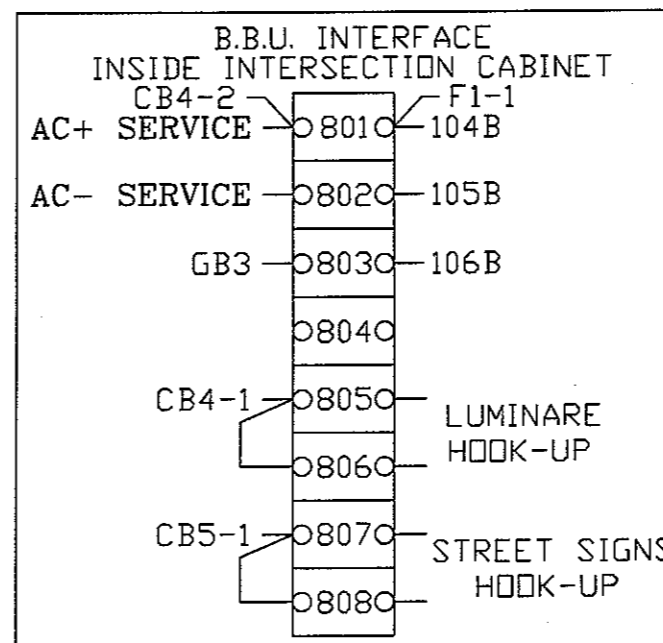 B.B.U. INTERFACE
INSIDE INTERSECTION CABINET
CB4-2 F1-1
AC+ SERVICE 801 104B
AC- SERVICE 802 105B
GB3 803 106B
804
CB4-1 805
LUMINARE
HOOK-UP
806
CB5-1 807
STREET SIGNS
HOOK-UP
808